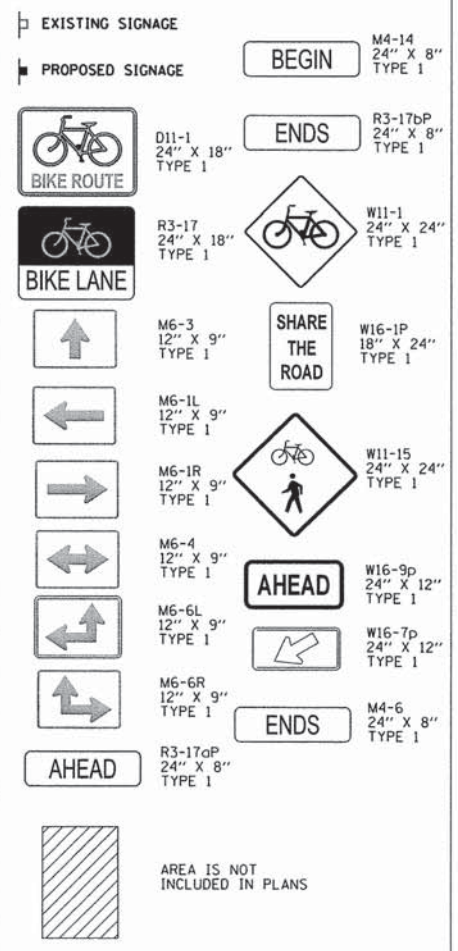 EXISTING SIGNAGE
PROPOSED SIGNAGE
BIKE ROUTE
D11-1
24" X 18"
TYPE 1
BIKE LANE
R3-17
24" X 18"
TYPE 1
M6-3
12" X 9"
TYPE 1
M6-1L
12" X 9"
TYPE 1
M6-1R
12" X 9"
TYPE 1
M6-4
12" X 9"
TYPE 1
M6-6L
12" X 9"
TYPE 1
M6-6R
12" X 9"
TYPE 1
AHEAD
R3-17aP
24" X 8"
TYPE 1
AREA IS NOT
INCLUDED IN PLANS
BEGIN
M4-14
24" X 8"
TYPE 1
ENDS
R3-17bP
24" X 8"
TYPE 1
W11-1
24" X 24"
TYPE 1
SHARE
THE
ROAD
W16-1P
18" X 24"
TYPE 1
W11-15
24" X 24"
TYPE 1
AHEAD
W16-9p
24" X 12"
TYPE 1
W16-7p
24" X 12"
TYPE 1
ENDS
M4-6
24" X 8"
TYPE 1